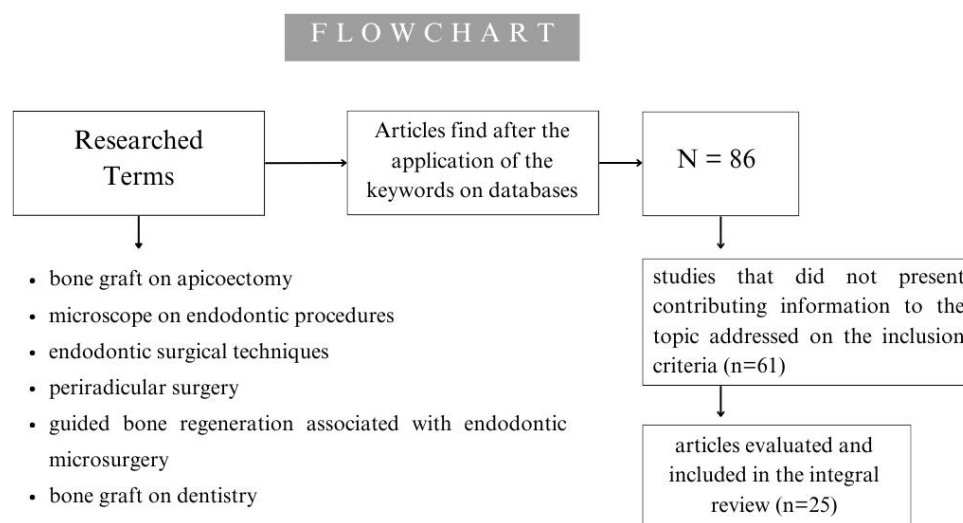 FLOWCHART
Researched
Terms
Articles find after the
application of the
keywords on databases
N = 86
• bone graft on apicoectomy
• microscope on endodontic procedures
• endodontic surgical techniques
• periradicular surgery
• guided bone regeneration associated with endodontic
microsurgery
• bone graft on dentistry
studies that did not present
contributing information to the
topic addressed on the inclusion
criteria (n=61)
articles evaluated and
included in the integral
review (n=25)